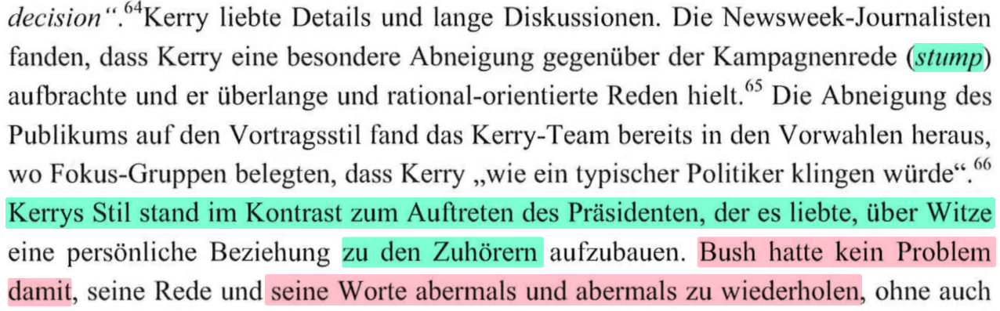 decision“.64Kerry liebte Details und lange Diskussionen. Die Newsweek-Journalisten
fanden, dass Kerry eine besondere Abneigung gegenüber der Kampagnenrede (stump)
aufbrachte und er überlange und rational-orientierte Reden hielt.65 Die Abneigung des
Publikums auf den Vortragsstil fand das Kerry-Team bereits in den Vorwahlen heraus,
wo Fokus-Gruppen belegten, dass Kerry „wie ein typischer Politiker klingen würde“.66
Kerrys Stil stand im Kontrast zum Auftreten des Präsidenten, der es liebte, über Witze
eine persönliche Beziehung zu den Zuhörern aufzubauen. Bush hatte kein Problem
damit, seine Rede und seine Worte abermals und abermals zu wiederholen, ohne auch